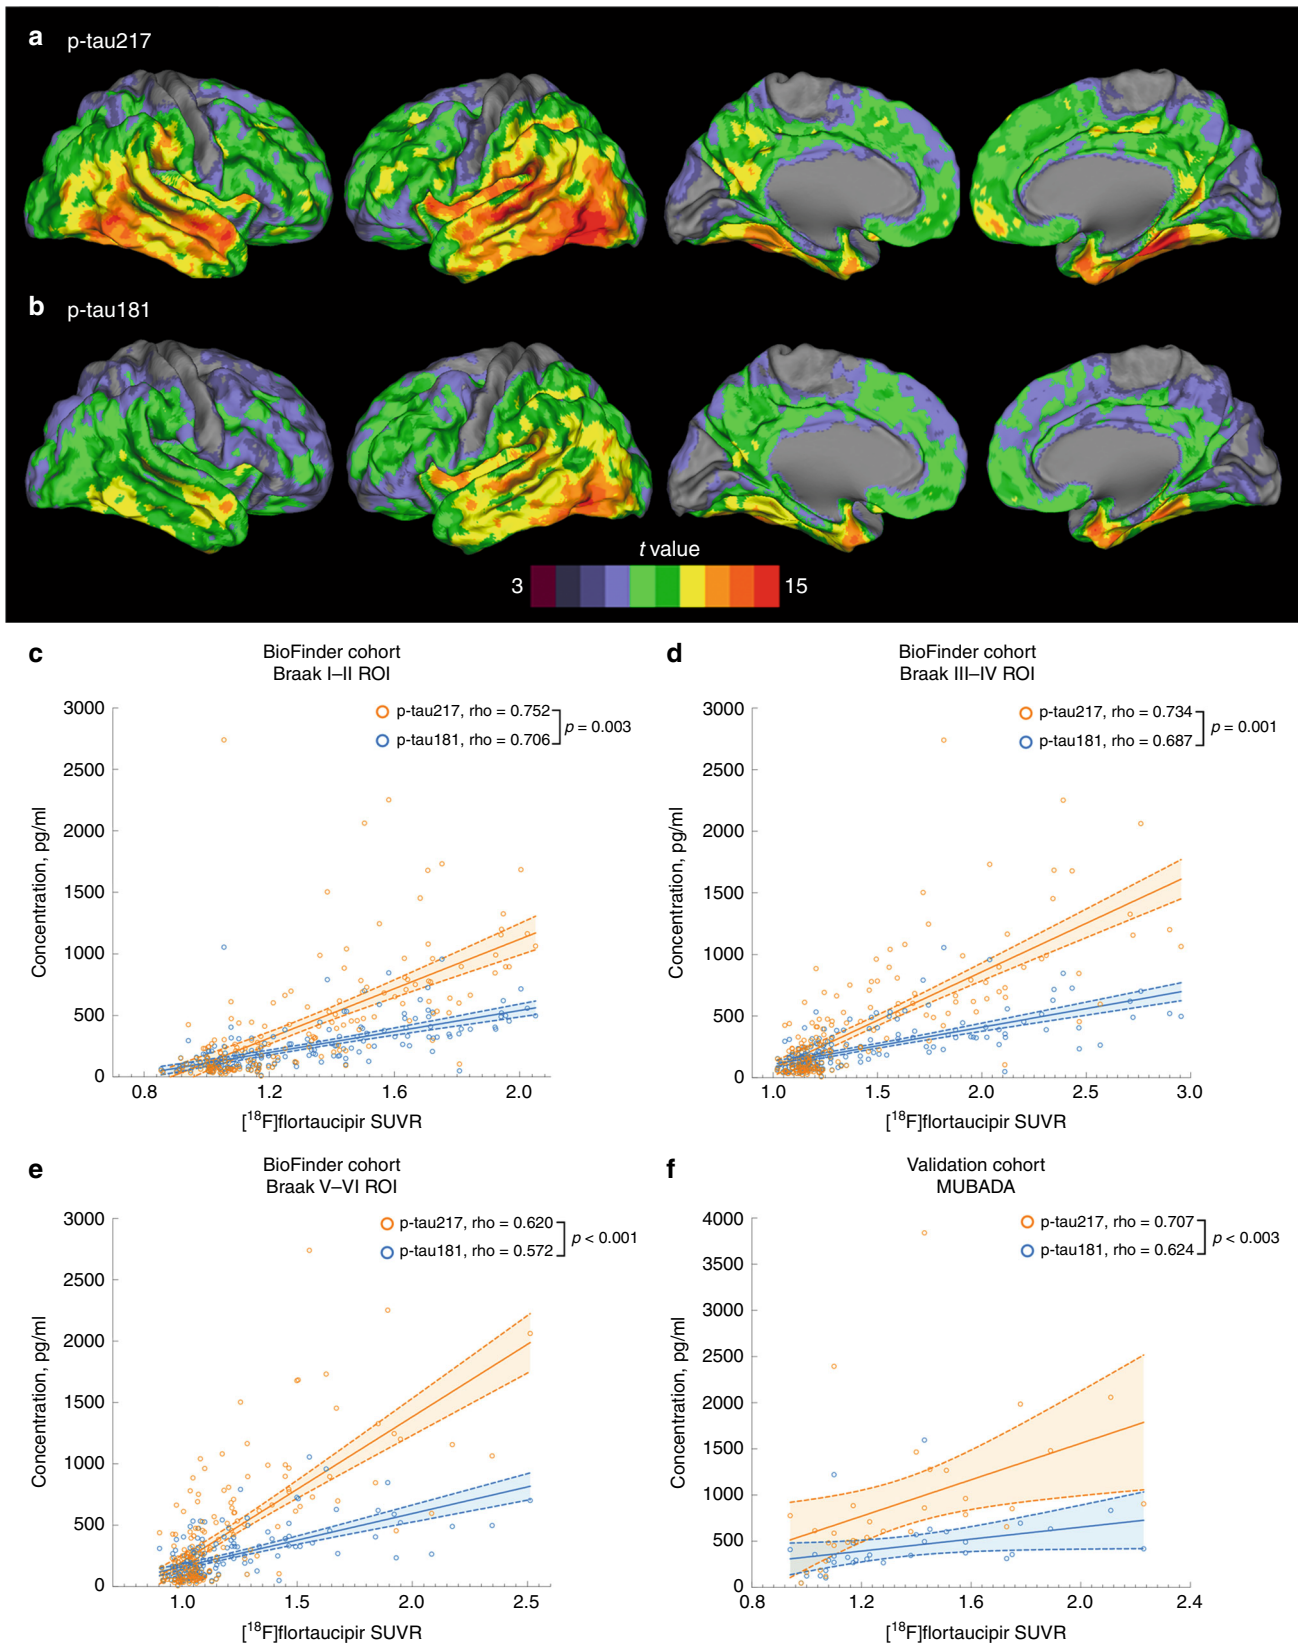 a p-tau217
b p-tau181
t value
3 15
c BioFinder cohort
Braak I–II ROI
3000
2500
2000
1500
1000
500
0
Concentration, pg/ml
p-tau217, rho = 0.752
p-tau181, rho = 0.706
p = 0.003
0.8 1.2 1.6 2.0
[18F]flortaucipir SUVR
d BioFinder cohort
Braak III–IV ROI
3000
2500
2000
1500
1000
500
0
Concentration, pg/ml
p-tau217, rho = 0.734
p-tau181, rho = 0.687
p = 0.001
1.0 1.5 2.0 2.5 3.0
[18F]flortaucipir SUVR
e BioFinder cohort
Braak V–VI ROI
3000
2500
2000
1500
1000
500
0
Concentration, pg/ml
p-tau217, rho = 0.620
p-tau181, rho = 0.572
p < 0.001
1.0 1.5 2.0 2.5
[18F]flortaucipir SUVR
f Validation cohort
MUBADA
4000
3000
2500
2000
1500
1000
500
0
Concentration, pg/ml
p-tau217, rho = 0.707
p-tau181, rho = 0.624
p < 0.003
0.8 1.2 1.6 2.0 2.4
[18F]flortaucipir SUVR